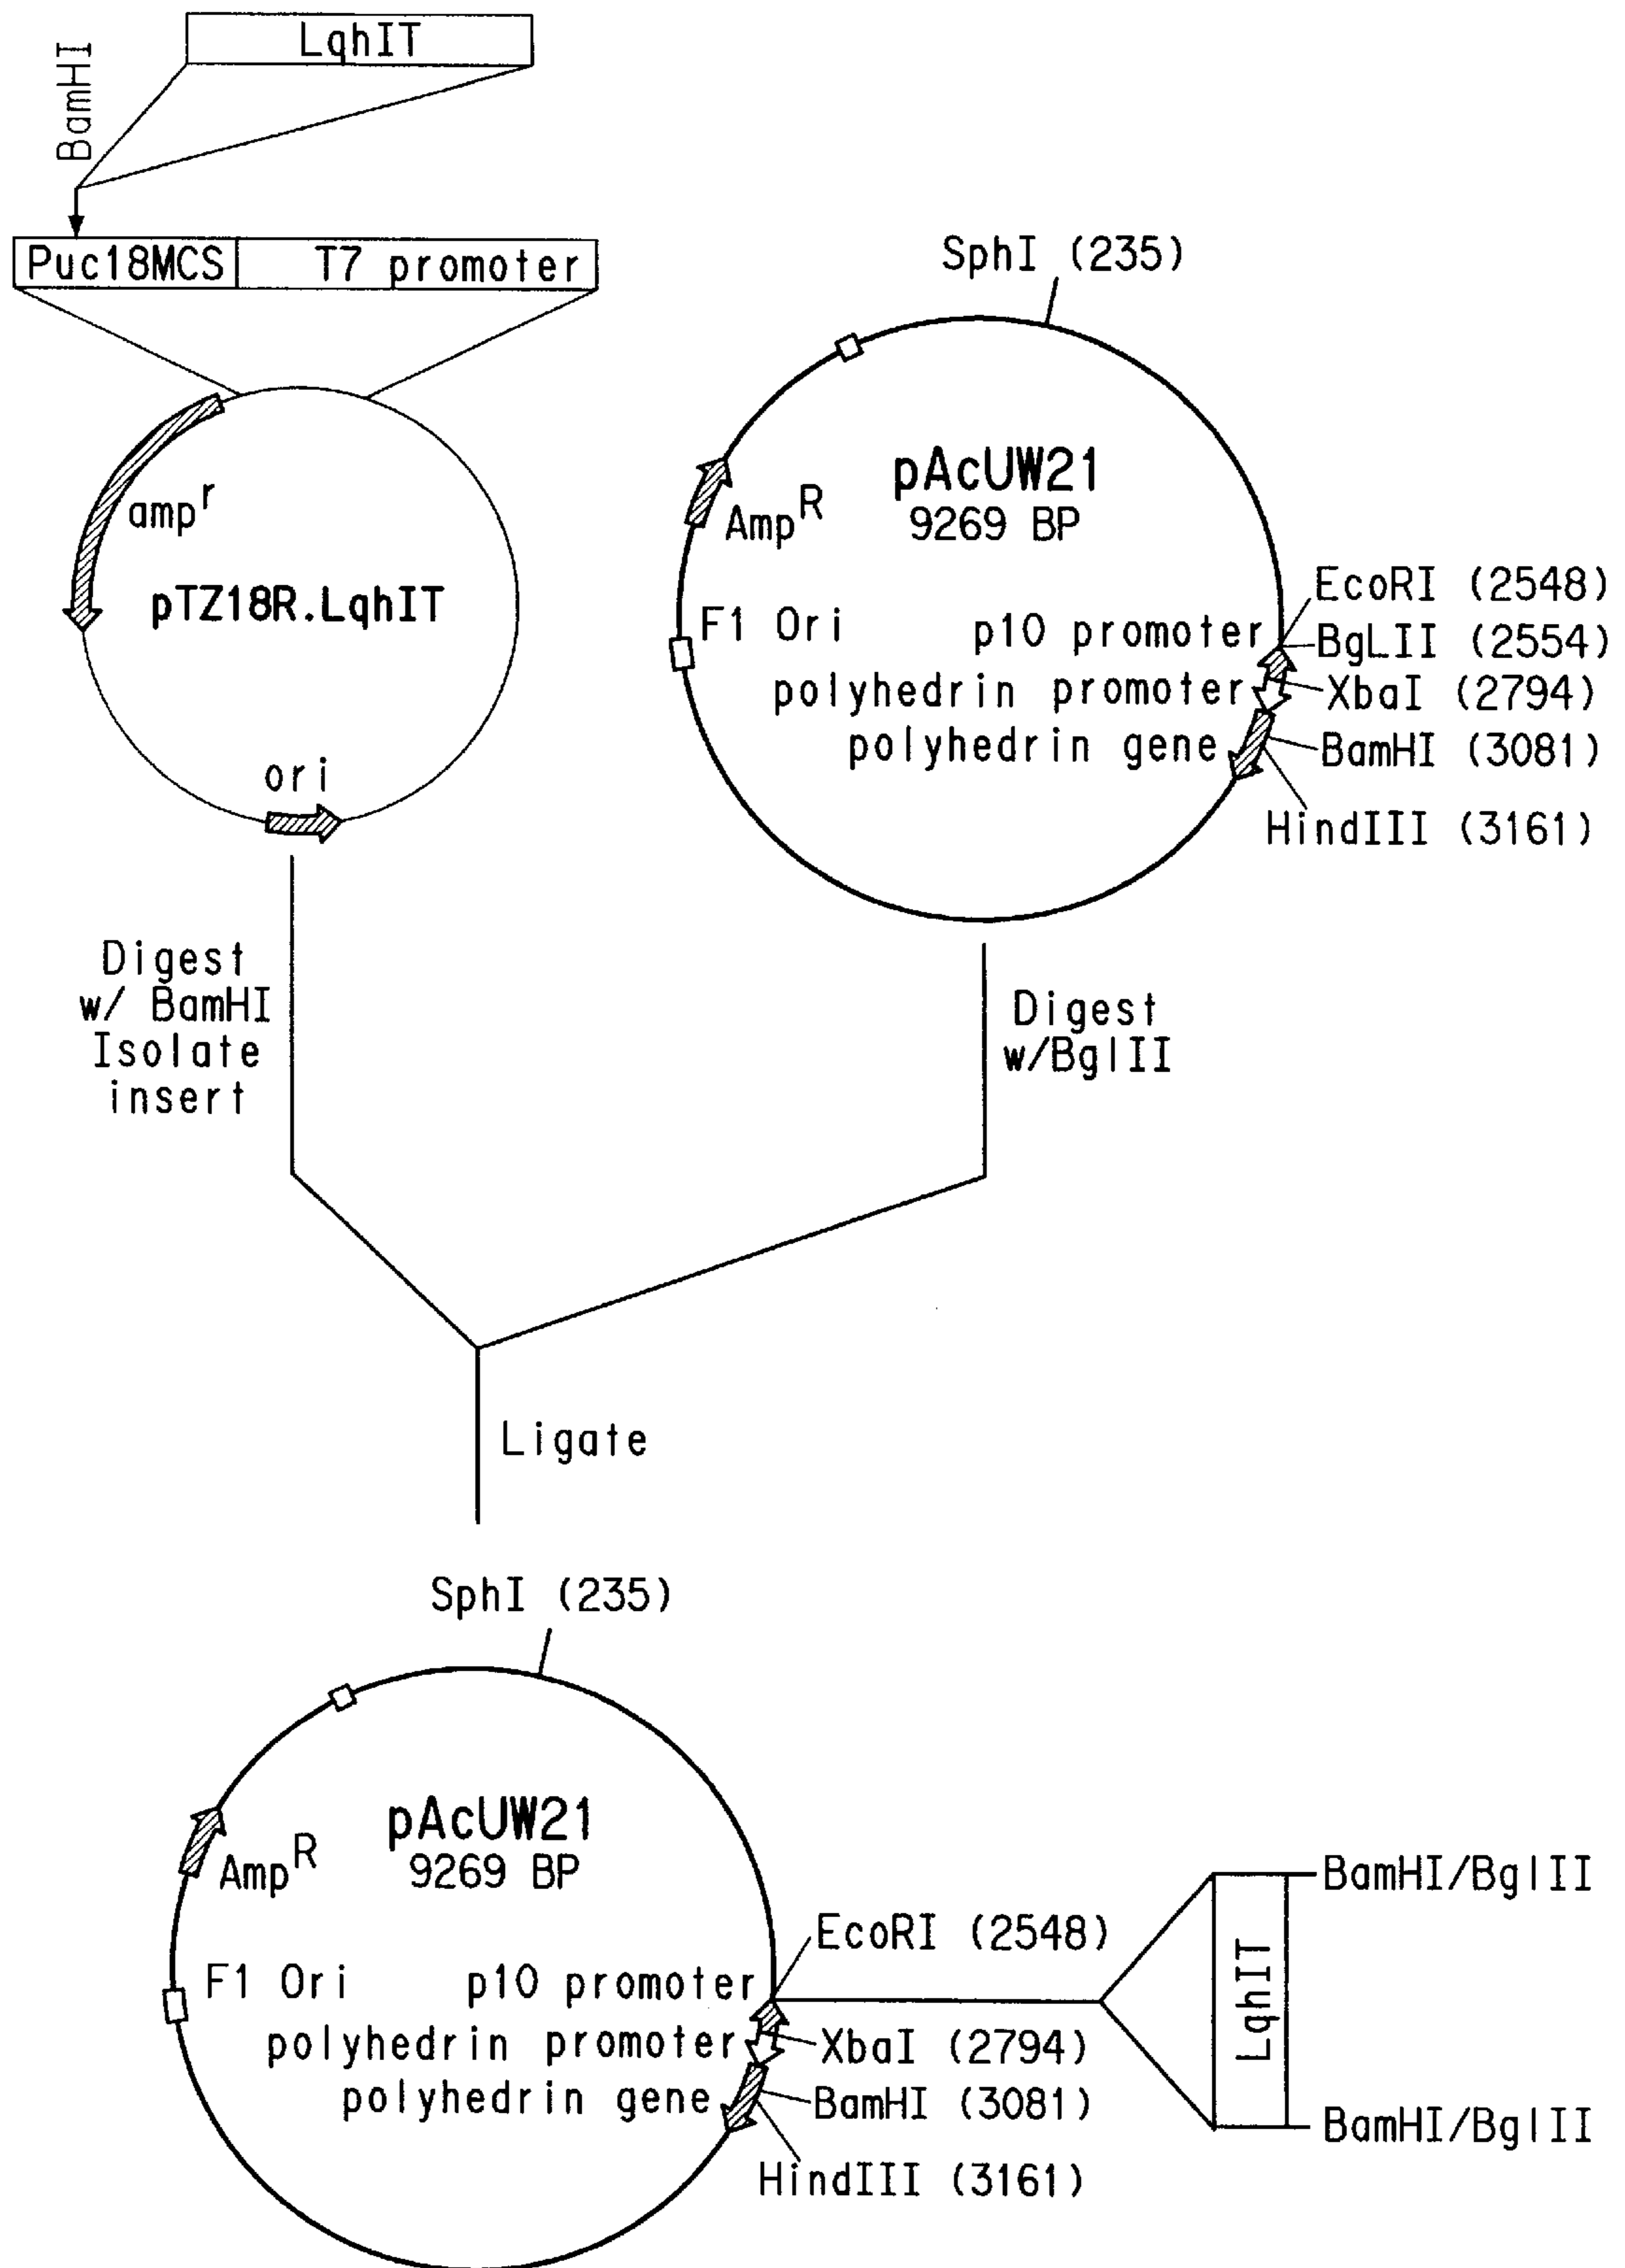 BamHI
LqhIT
Puc18MCS
T7 promoter
amp^r
pTZ18R.LqhIT
ori
SphI (235)
pAcUW21
9269 BP
Amp^R
F1 Ori
p10 promoter
polyhedrin promoter
polyhedrin gene
EcoRI (2548)
BgLII (2554)
XbaI (2794)
BamHI (3081)
HindIII (3161)
Digest
w/ BamHI
Isolate
insert
Digest
w/BglII
Ligate
SphI (235)
pAcUW21
9269 BP
Amp^R
F1 Ori
p10 promoter
polyhedrin promoter
polyhedrin gene
EcoRI (2548)
XbaI (2794)
BamHI (3081)
HindIII (3161)
BamHI/BglII
LqhIT
BamHI/BglII